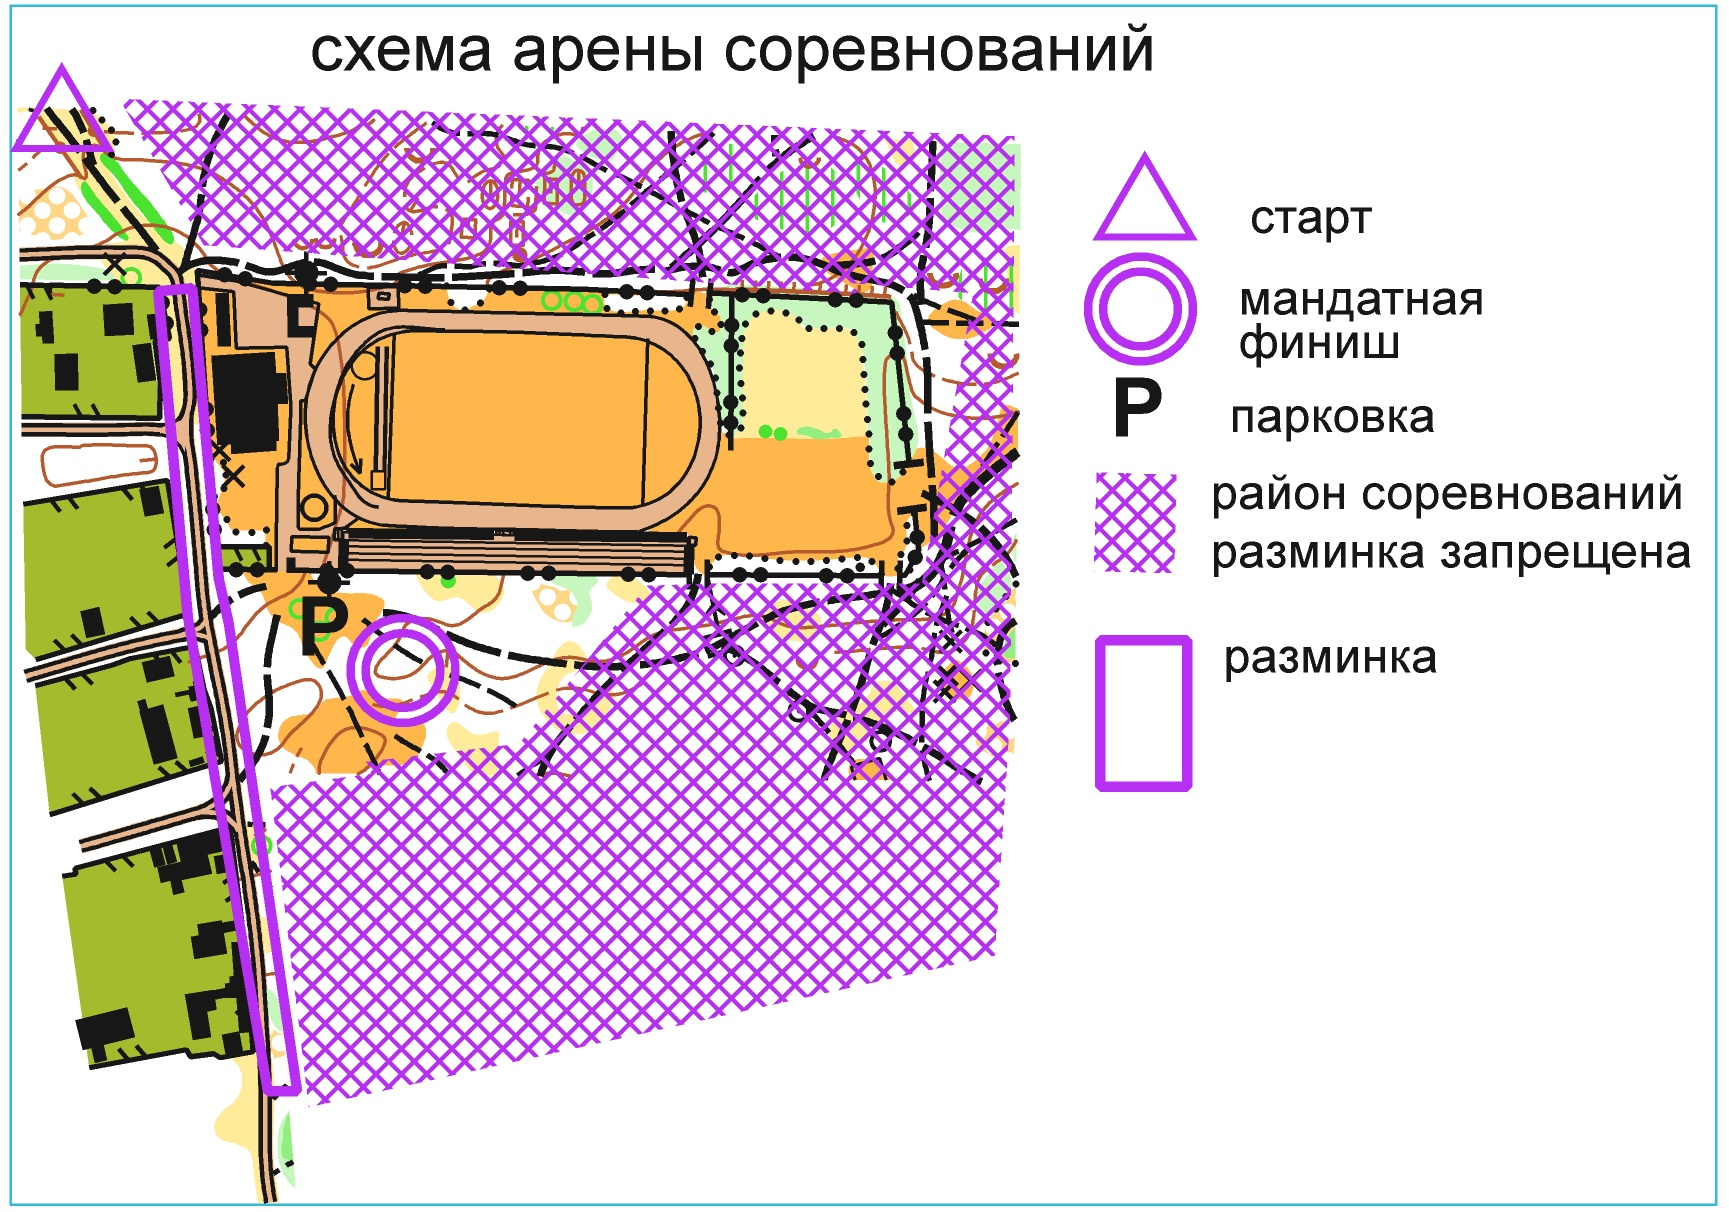 схема арены соревнований
старт
мандатная
финиш
P
парковка
район соревнований
разминка запрещена
P
разминка